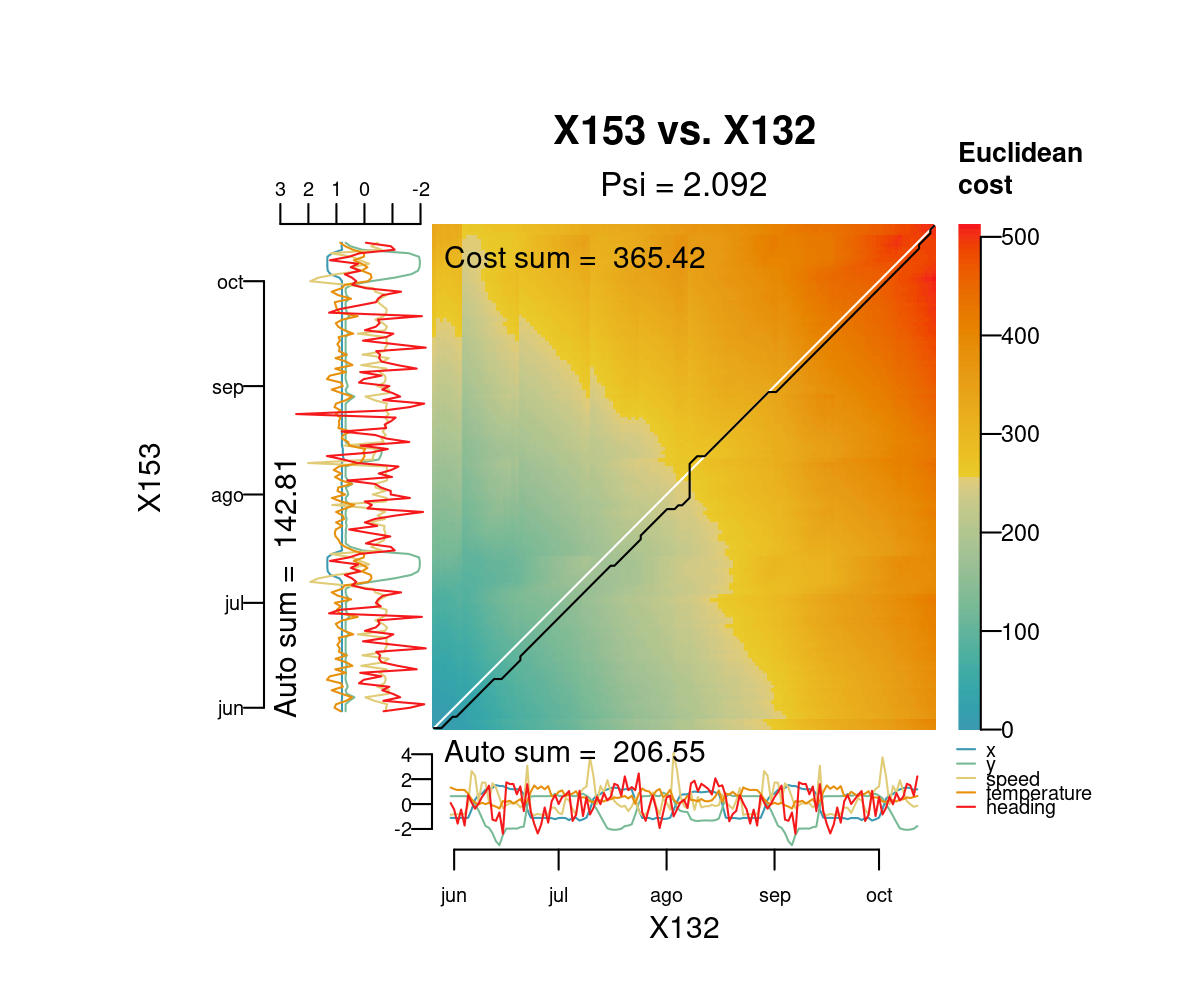 X153 vs. X132
Psi = 2.092
Euclidean
cost
3 2 1 0 -2
Cost sum = 365.42
500
400
300
200
100
0
oct
sep
ago
jul
jun
X153
Auto sum = 142.81
Auto sum = 206.55
4
2
0
-2
x
y
speed
temperature
heading
jun jul ago sep oct
X132